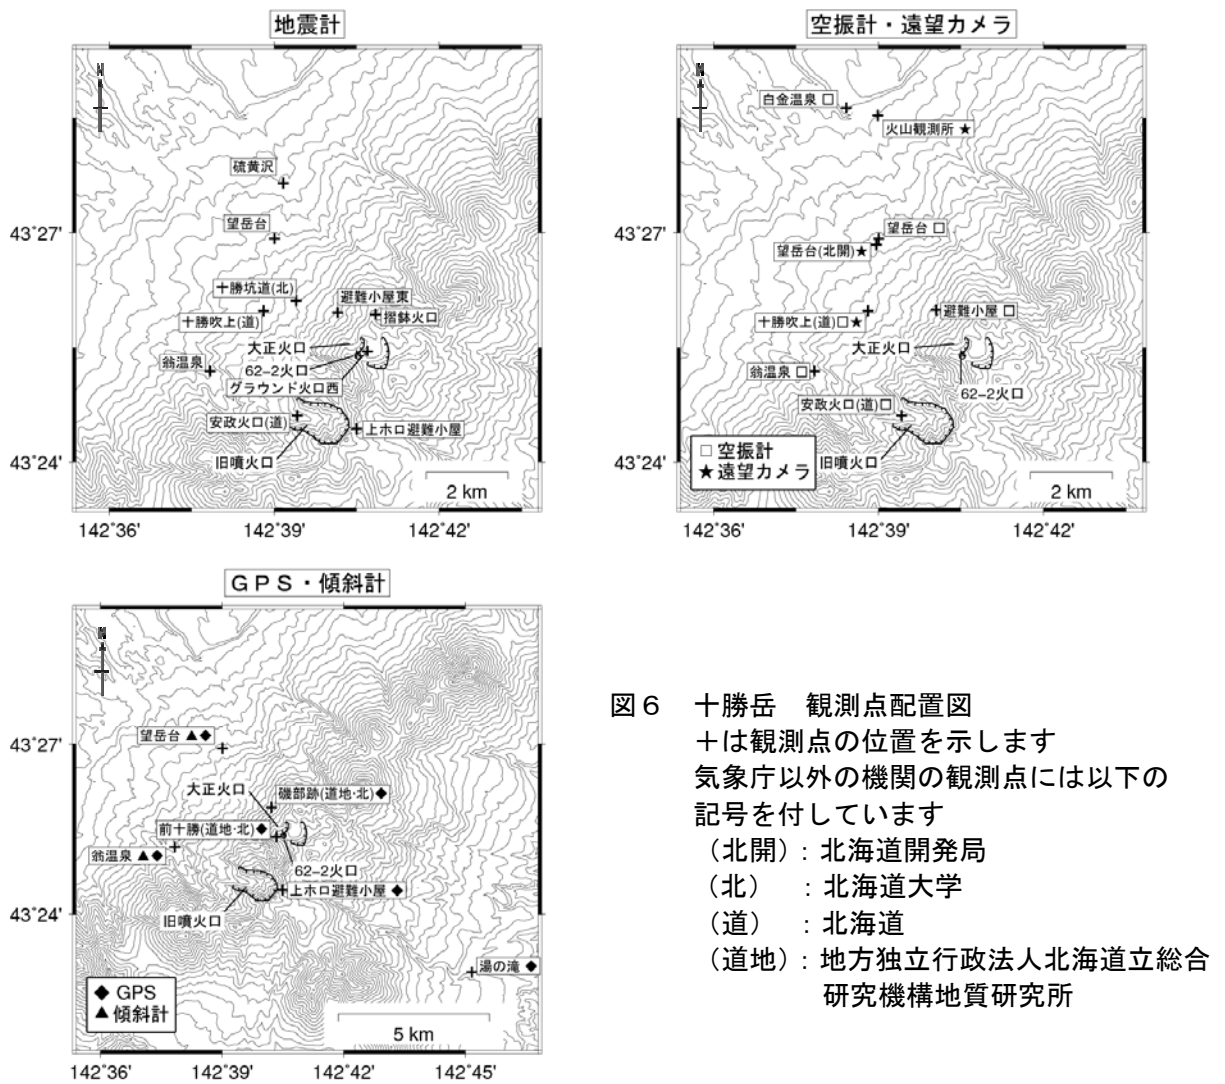 地震計
N
硫黄沢
望岳台
十勝坑道(北)
避難小屋東
十勝吹上(道)
摺鉢火口
大正火口
翁温泉
62-2火口
グラウンド火口西
安政火口(道)
上ホロ避難小屋
旧噴火口
43°27'
43°24'
2 km
142°36'
142°39'
142°42'
空振計・遠望カメラ
N
白金温泉 □
火山観測所 ★
望岳台 □
望岳台(北開)★
避難小屋 □
十勝吹上(道)□★
大正火口
翁温泉 □
62-2火口
安政火口(道)□
旧噴火口
□ 空振計
★ 遠望カメラ
43°27'
43°24'
2 km
142°36'
142°39'
142°42'
GPS・傾斜計
N
望岳台 ▲◆
大正火口
磯部跡(道地・北)◆
前十勝(道地・北)◆
翁温泉 ▲◆
62-2火口
上ホロ避難小屋 ◆
旧噴火口
湯の滝 ◆
◆ GPS
▲ 傾斜計
43°27'
43°24'
5 km
142°36'
142°39'
142°42'
142°45'
図6 十勝岳 観測点配置図
+は観測点の位置を示します
気象庁以外の機関の観測点には以下の
記号を付しています
(北開):北海道開発局
(北) :北海道大学
(道) :北海道
(道地):地方独立行政法人北海道立総合
研究機構地質研究所